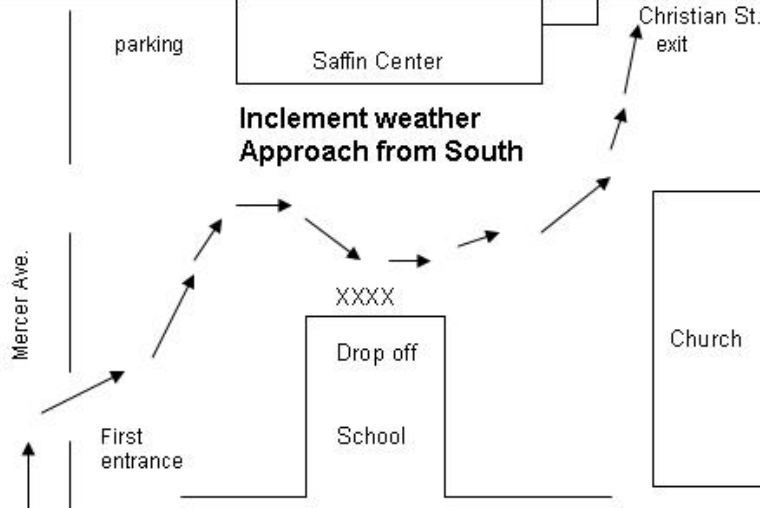 Christian St.
exit
parking
Saffin Center
Inclement weather
Approach from South
Mercer Ave.
XXXX
Drop off
Church
School
First
entrance